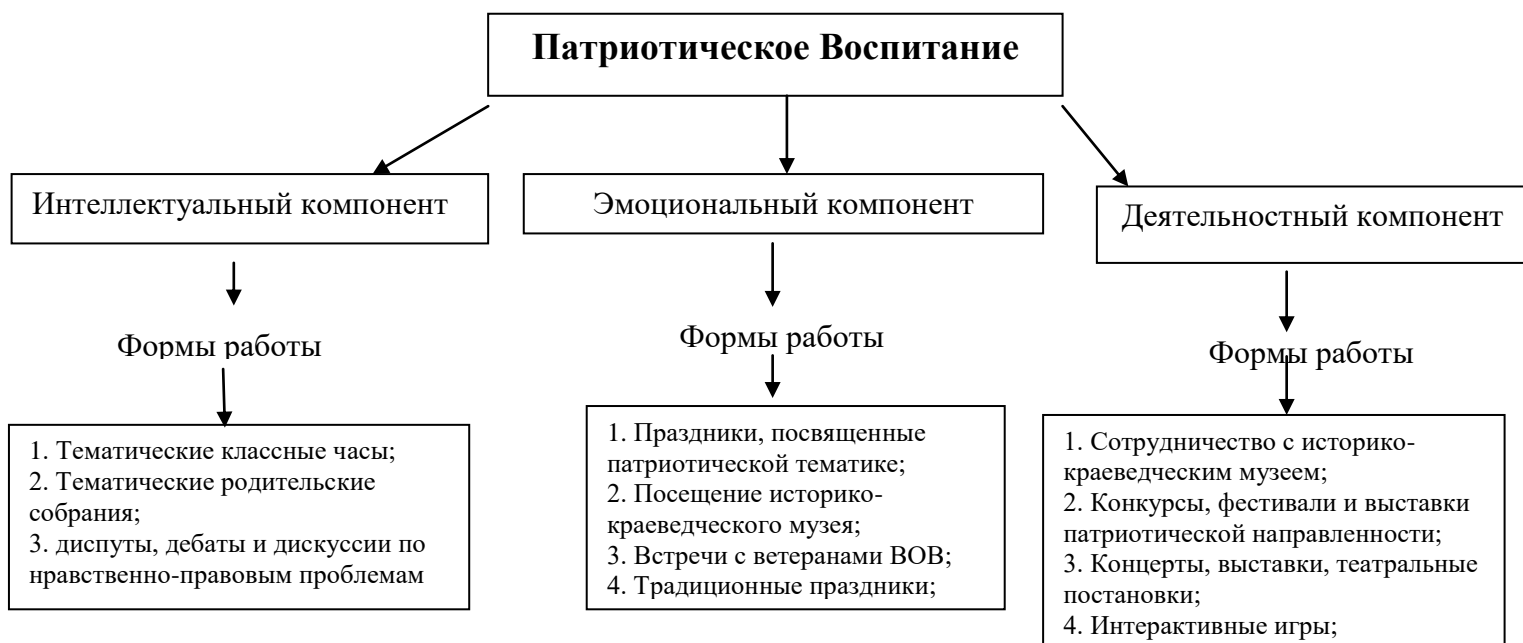 Патриотическое Воспитание
Интеллектуальный компонент
Эмоциональный компонент
Деятельностный компонент
Формы работы
Формы работы
Формы работы
1. Тематические классные часы;
2. Тематические родительские
собрания;
3. диспуты, дебаты и дискуссии по
нравственно-правовым проблемам
1. Праздники, посвященные
патриотической тематике;
2. Посещение историко-
краеведческого музея;
3. Встречи с ветеранами ВОВ;
4. Традиционные праздники;
1. Сотрудничество с историко-
краеведческим музеем;
2. Конкурсы, фестивали и выставки
патриотической направленности;
3. Концерты, выставки, театральные
постановки;
4. Интерактивные игры;